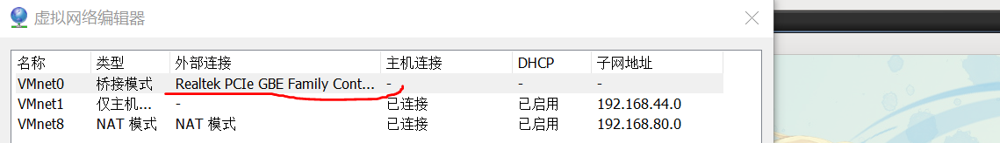 虚拟网络编辑器
名称 类型 外部连接 主机连接 DHCP 子网地址
VMnet0 桥接模式 Realtek PCIe GBE Family Cont... - - -
VMnet1 仅主机... - 已连接 已启用 192.168.44.0
VMnet8 NAT 模式 NAT 模式 已连接 已启用 192.168.80.0